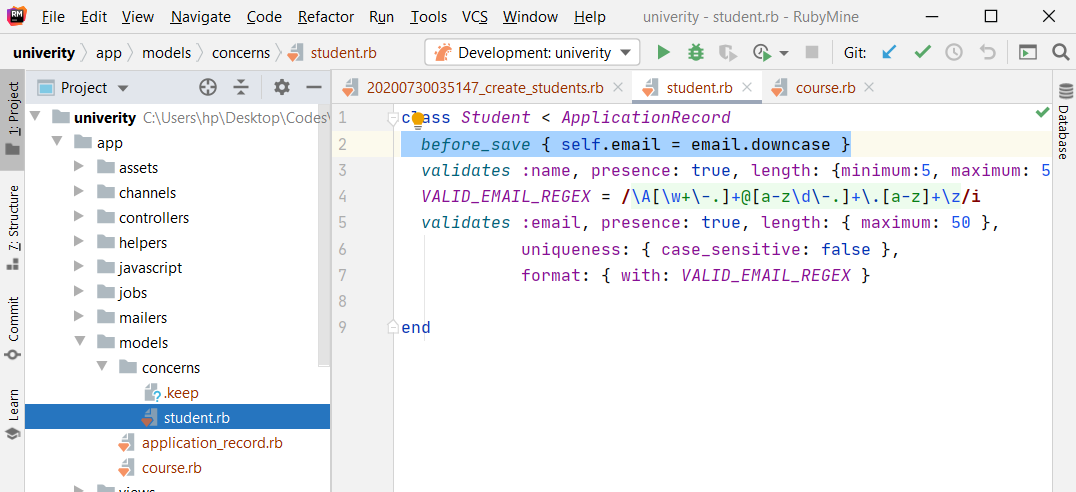 File Edit View Navigate Code Refactor Run Tools VCS Window Help univerity - student.rb - RubyMine
univerity app models concerns student.rb Development: univerity Git:
1: Project
7: Structure
Commit
Learn
Project
univerity C:\Users\hp\Desktop\Codes\
app
assets
channels
controllers
helpers
javascript
jobs
mailers
models
concerns
.keep
student.rb
application_record.rb
course.rb
views
20200730035147_create_students.rb student.rb course.rb
1 class Student < ApplicationRecord
2 before_save { self.email = email.downcase }
3 validates :name, presence: true, length: {minimum:5, maximum: 5
4 VALID_EMAIL_REGEX = /\A[\w+\-.]+@[a-z\d\-.]+\.[a-z]+\z/i
5 validates :email, presence: true, length: { maximum: 50 },
6 uniqueness: { case_sensitive: false },
7 format: { with: VALID_EMAIL_REGEX }
8
9 end
Database